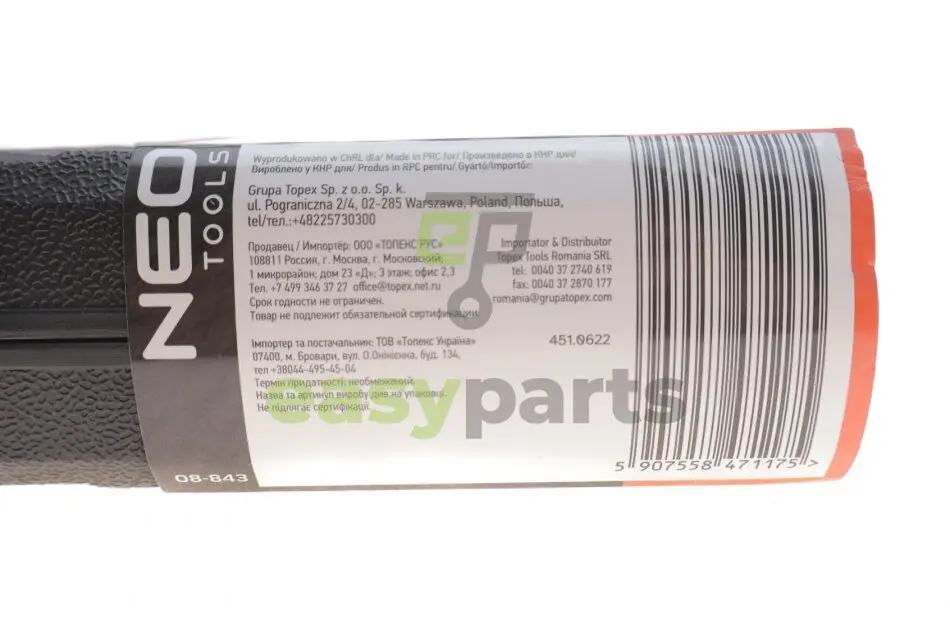 NEO
TOOLS
08-843
Wyprodukowano w ChRL dla/ Made in PRC for/ Произведено в КНР для/
Вироблено у КНР для/ Produs in RPC pentru/ Gyártó/Importőr:
Grupa Topex Sp. z o.o. Sp. k.
ul. Pograniczna 2/4, 02-285 Warszawa, Poland, Польша,
tel/тел.:+48225730300
Продавец / Импортёр: ООО «ТОПЕКС РУС»
108811 Россия, г. Москва, г. Московский;
1 микрорайон; дом 23 «Д»; 3 этаж; офис 2,3
Тел. +7 499 346 37 27 office@topex.net.ru
Срок годности не ограничен.
Товар не подлежит обязательной сертификации.
Importator & Distribuitor
Topex Tools Romania SRL
tel: 0040 37 2740 619
fax: 0040 37 2870 177
romania@grupatopex.com
Імпортер та постачальник: ТОВ «Топекс Україна»
07400, м. Бровари, вул. О.Онікієнка, буд. 134,
тел +38044-495-45-04
Термін придатності: необмежений.
Назва та артикул виробу див на упаковці.
Не підлягає сертифікації.
451.0622
5 907558 471175 >
easyparts